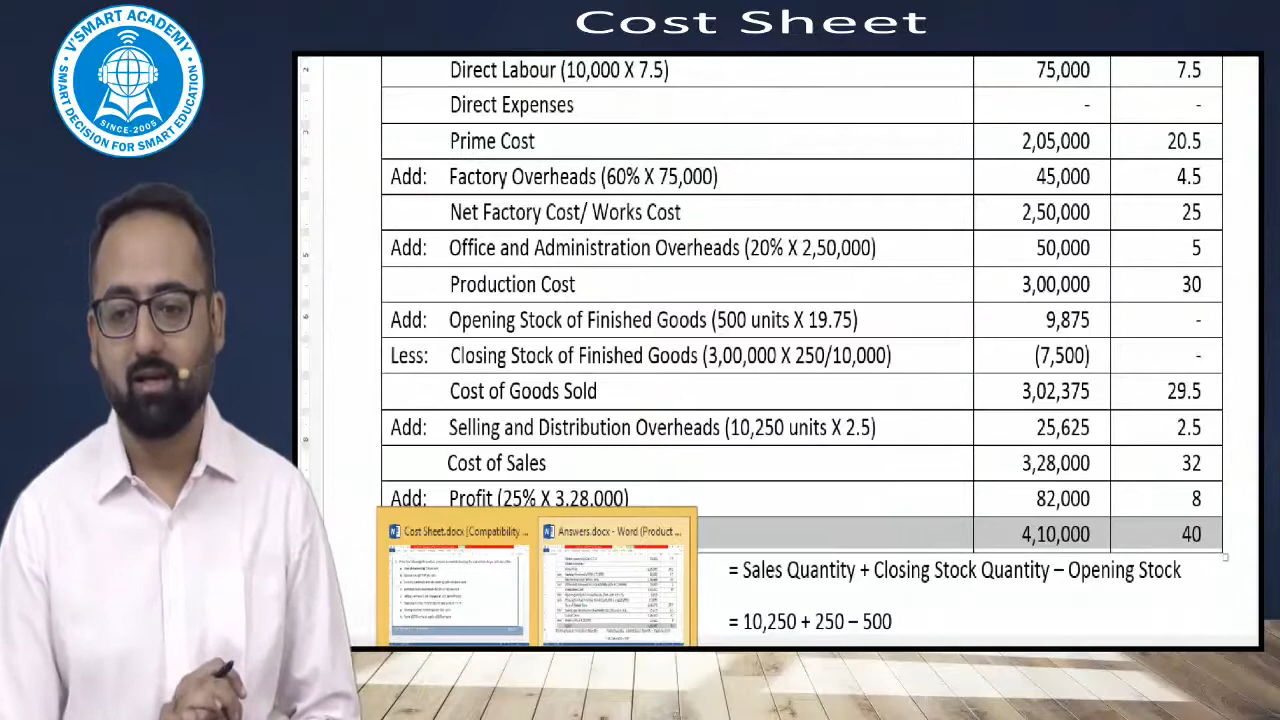 Cost Sheet
V'SMART ACADEMY
SMART DECISION FOR SMART EDUCATION
SINCE-2005
Direct Labour (10,000 X 7.5) 75,000 7.5
Direct Expenses - -
Prime Cost 2,05,000 20.5
Add: Factory Overheads (60% X 75,000) 45,000 4.5
Net Factory Cost/ Works Cost 2,50,000 25
Add: Office and Administration Overheads (20% X 2,50,000) 50,000 5
Production Cost 3,00,000 30
Add: Opening Stock of Finished Goods (500 units X 19.75) 9,875 -
Less: Closing Stock of Finished Goods (3,00,000 X 250/10,000) (7,500) -
Cost of Goods Sold 3,02,375 29.5
Add: Selling and Distribution Overheads (10,250 units X 2.5) 25,625 2.5
Cost of Sales 3,28,000 32
Add: Profit (25% X 3,28,000) 82,000 8
4,10,000 40
Cost Sheet.docx [Compatibility ...
Answers.docx - Word (Product ...
= Sales Quantity + Closing Stock Quantity – Opening Stock
= 10,250 + 250 – 500